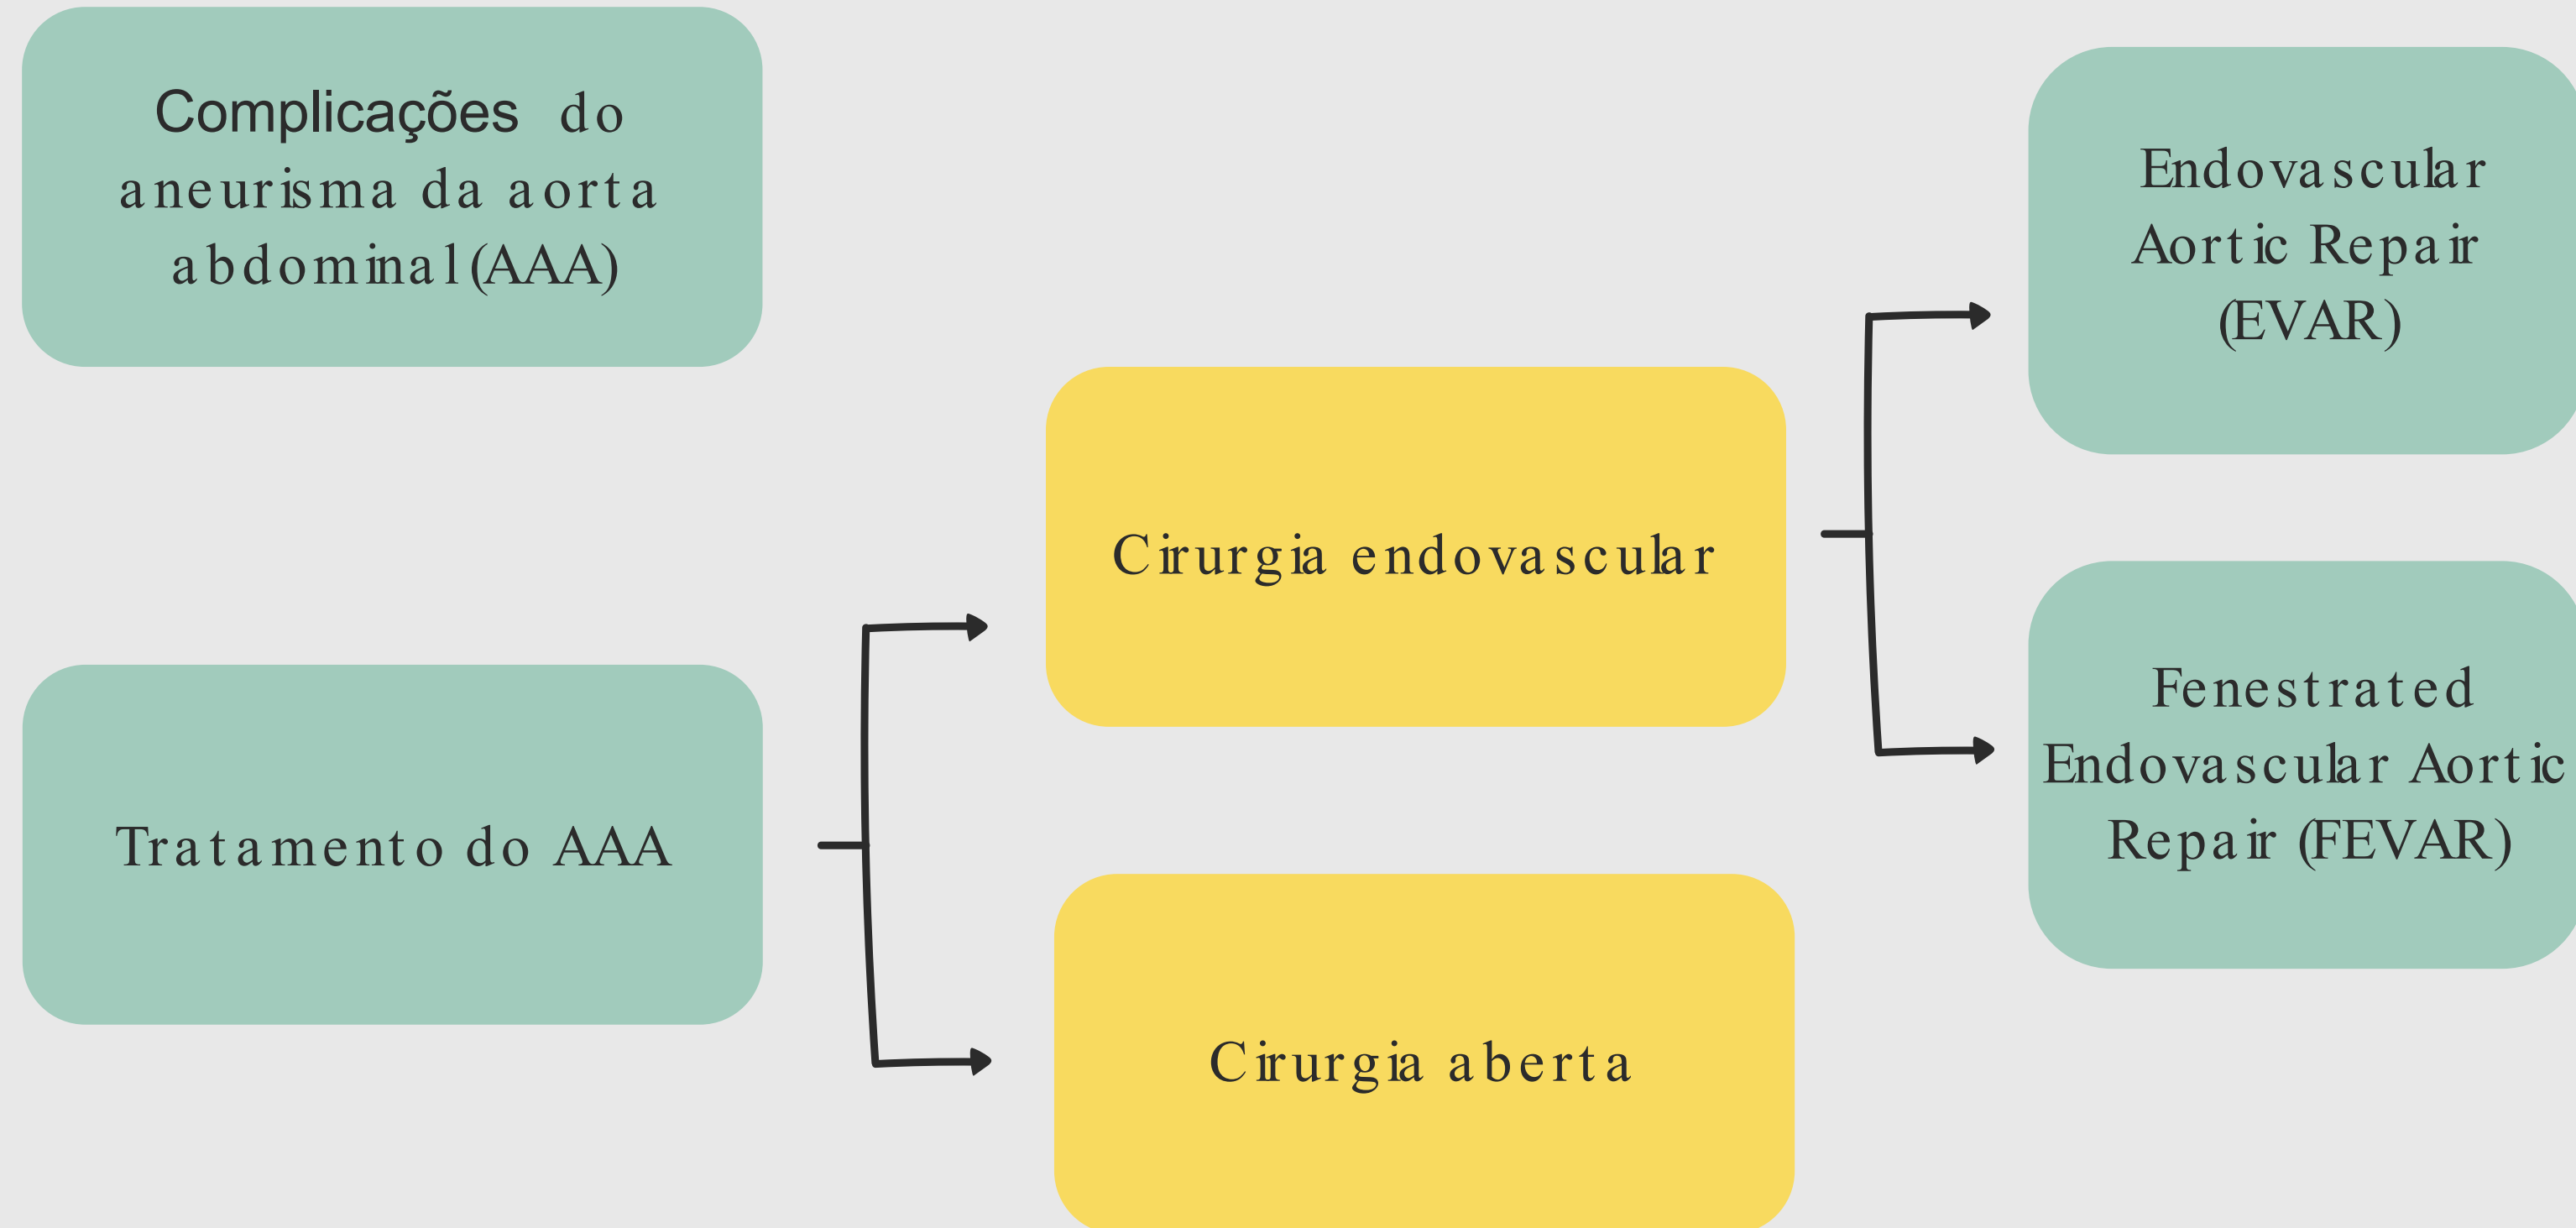 Complicações do
aneurisma da aorta
abdominal (AAA)
Tratamento do AAA
Cirurgia endovascular
Cirurgia aberta
Endovascular
Aortic Repair
(EVAR)
Fenestrated
Endovascular Aortic
Repair (FEVAR)